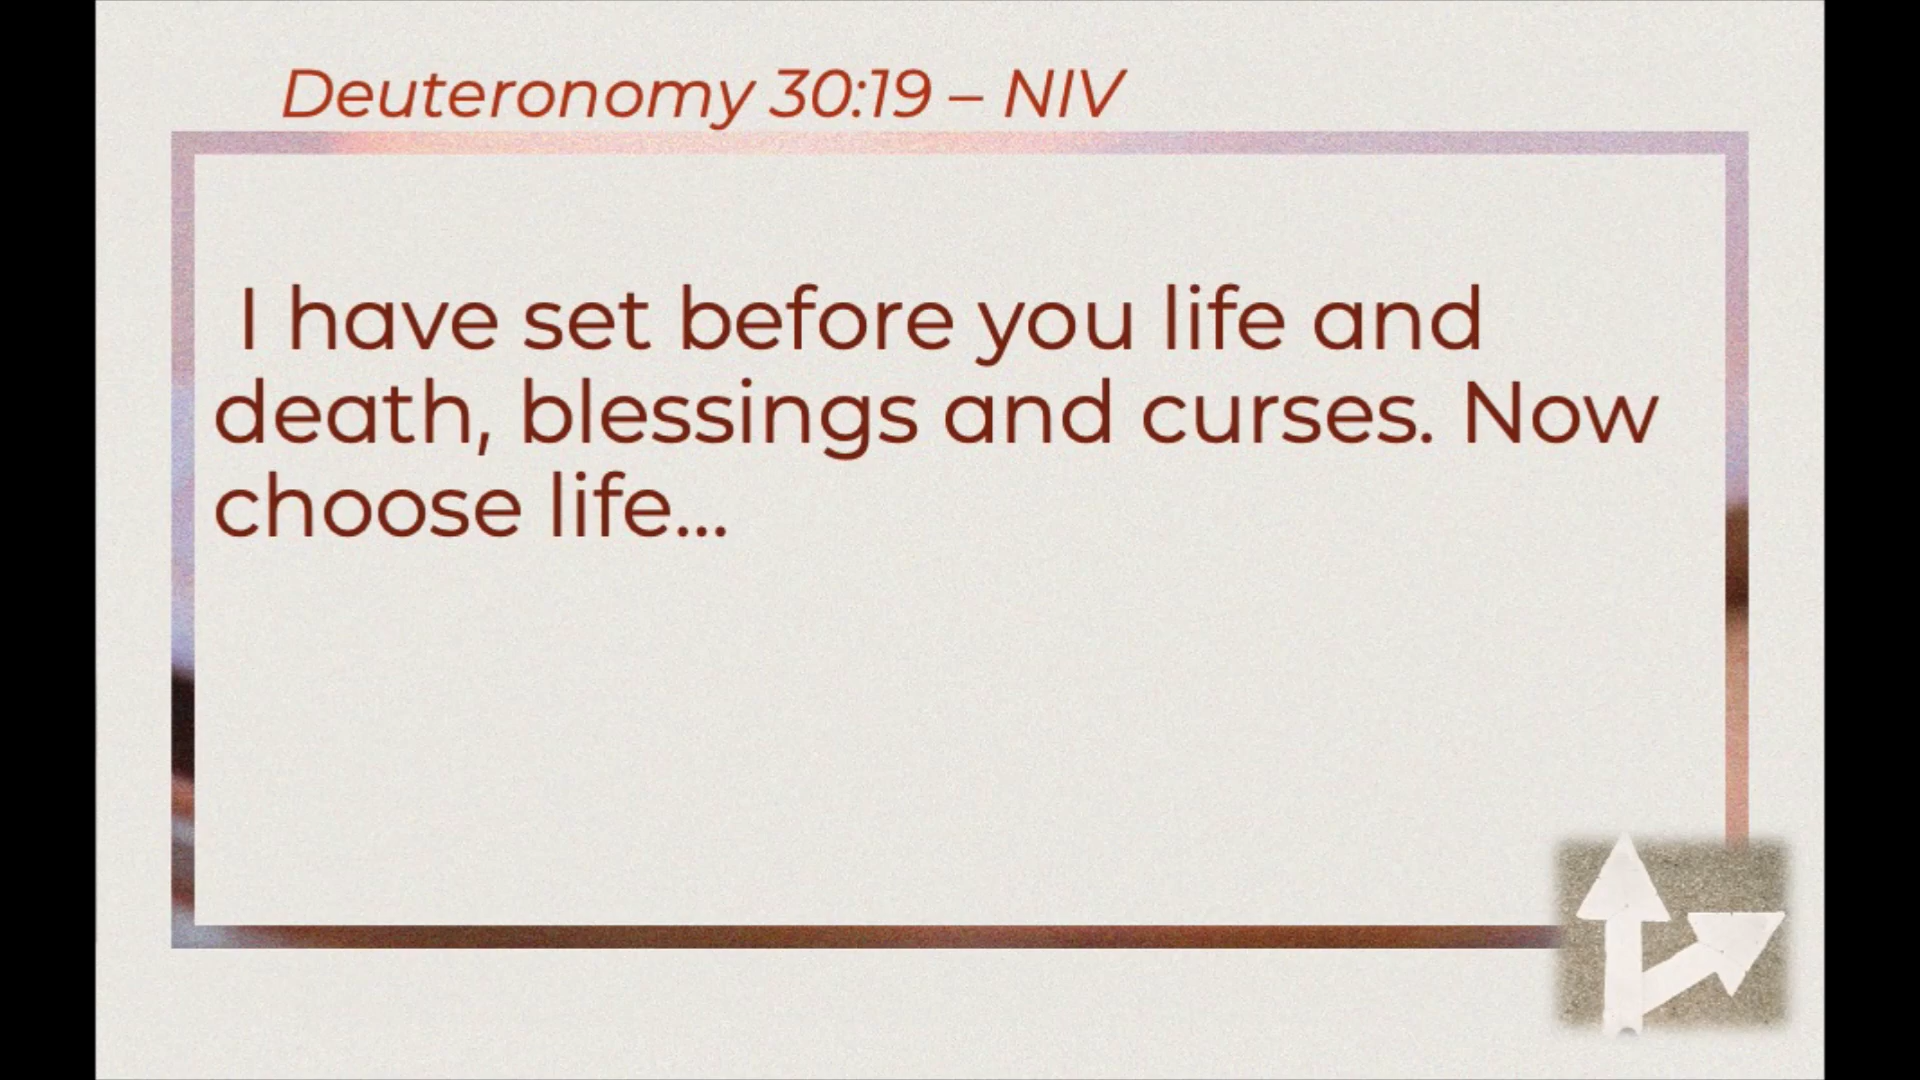 Deuteronomy 30:19 – NIV
I have set before you life and
death, blessings and curses. Now
choose life...